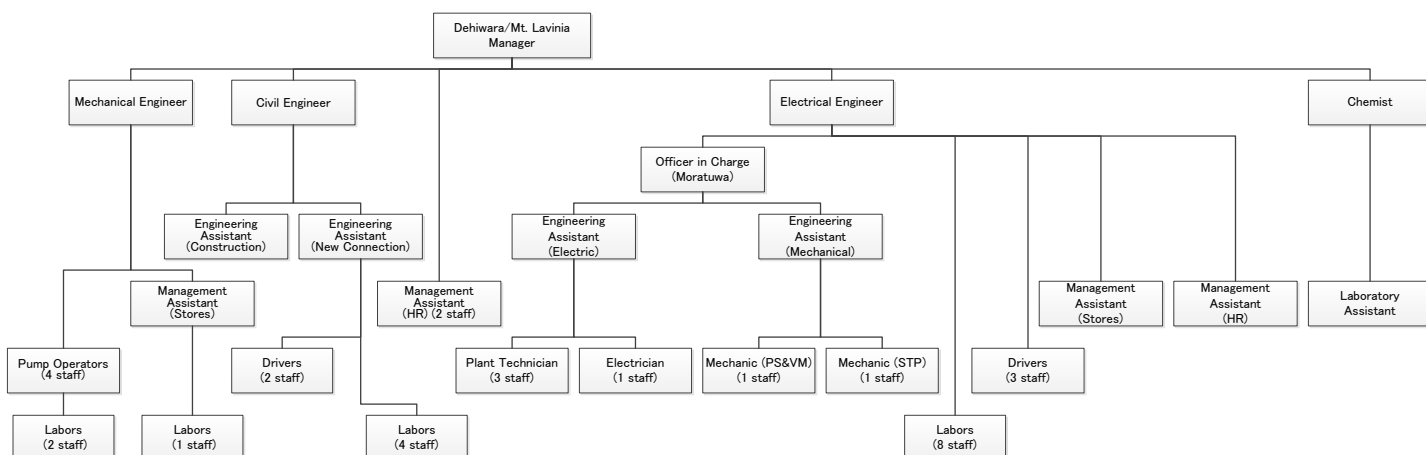 Dehiwara/Mt. Lavinia
Manager
Mechanical Engineer
Civil Engineer
Electrical Engineer
Chemist
Officer in Charge
(Moratuwa)
Engineering
Assistant
(Construction)
Engineering
Assistant
(New Connection)
Engineering
Assistant
(Electric)
Engineering
Assistant
(Mechanical)
Management
Assistant
(Stores)
Management
Assistant
(HR) (2 staff)
Management
Assistant
(Stores)
Management
Assistant
(HR)
Laboratory
Assistant
Pump Operators
(4 staff)
Drivers
(2 staff)
Plant Technician
(3 staff)
Electrician
(1 staff)
Mechanic (PS&VM)
(1 staff)
Mechanic (STP)
(1 staff)
Drivers
(3 staff)
Labors
(2 staff)
Labors
(1 staff)
Labors
(4 staff)
Labors
(8 staff)